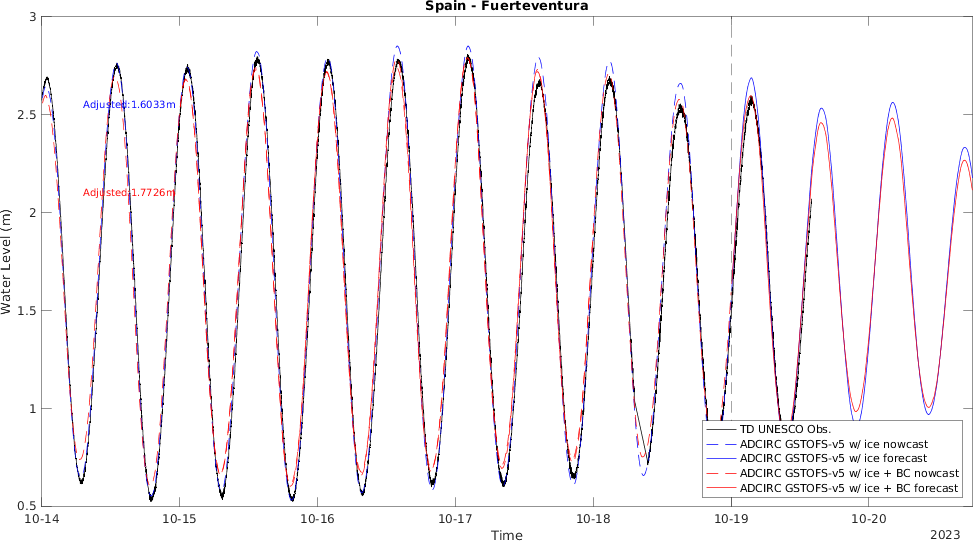 Spain - Fuerteventura
3
2.5
2
1.5
1
0.5
Water Level (m)
Adjusted:1.6033m
Adjusted:1.7726m
TD UNESCO Obs.
ADCIRC GSTOFS-v5 w/ ice nowcast
ADCIRC GSTOFS-v5 w/ ice forecast
ADCIRC GSTOFS-v5 w/ ice + BC nowcast
ADCIRC GSTOFS-v5 w/ ice + BC forecast
10-14 10-15 10-16 10-17 10-18 10-19 10-20
Time
2023